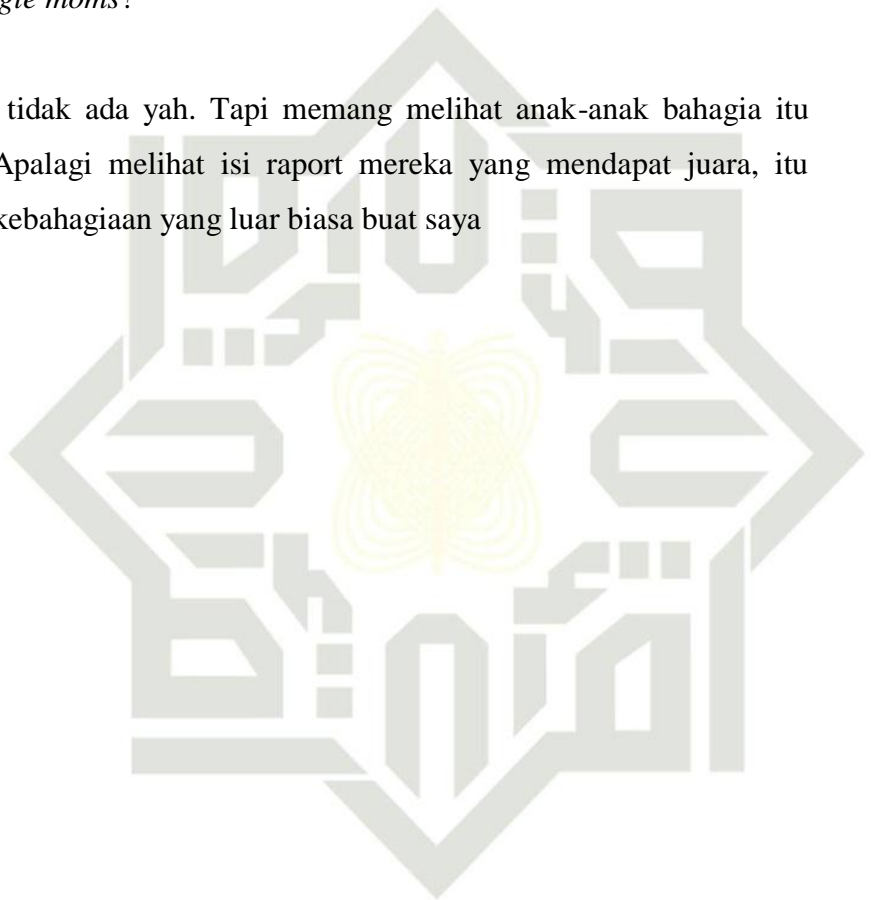 gle moms?
tidak ada yah. Tapi memang melihat anak-anak bahagia itu
Apalagi melihat isi raport mereka yang mendapat juara, itu
kebahagiaan yang luar biasa buat saya